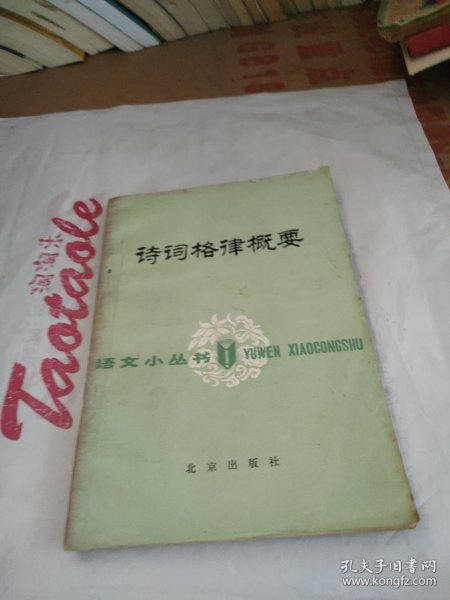 诗词格律概要
语文小丛书 YUWEN XIAOCONGSHU
北京出版社
淘淘乐
Taotaole
孔夫子旧书网
www.kongfz.com